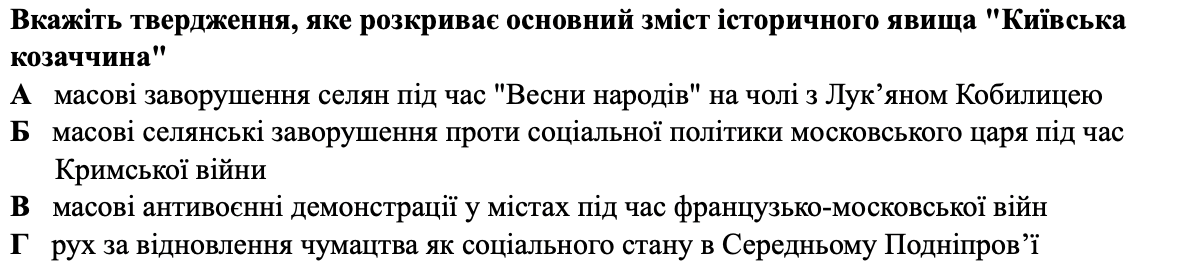 Вкажіть твердження, яке розкриває основний зміст історичного явища "Київська
козаччина"
А масові заворушення селян під час "Весни народів" на чолі з Лук’яном Кобилицею
Б масові селянські заворушення проти соціальної політики московського царя під час
Кримської війни
В масові антивоєнні демонстрації у містах під час французько-московської війн
Г рух за відновлення чумацтва як соціального стану в Середньому Подніпров’ї